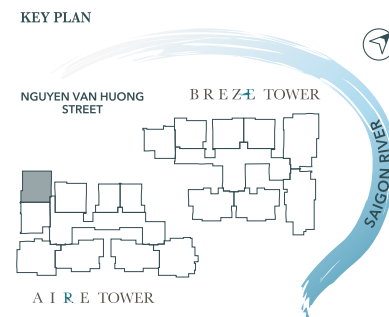 KEY PLAN
NGUYEN VAN HUONG
STREET
BREZE TOWER
SAIGON RIVER
AIRE TOWER